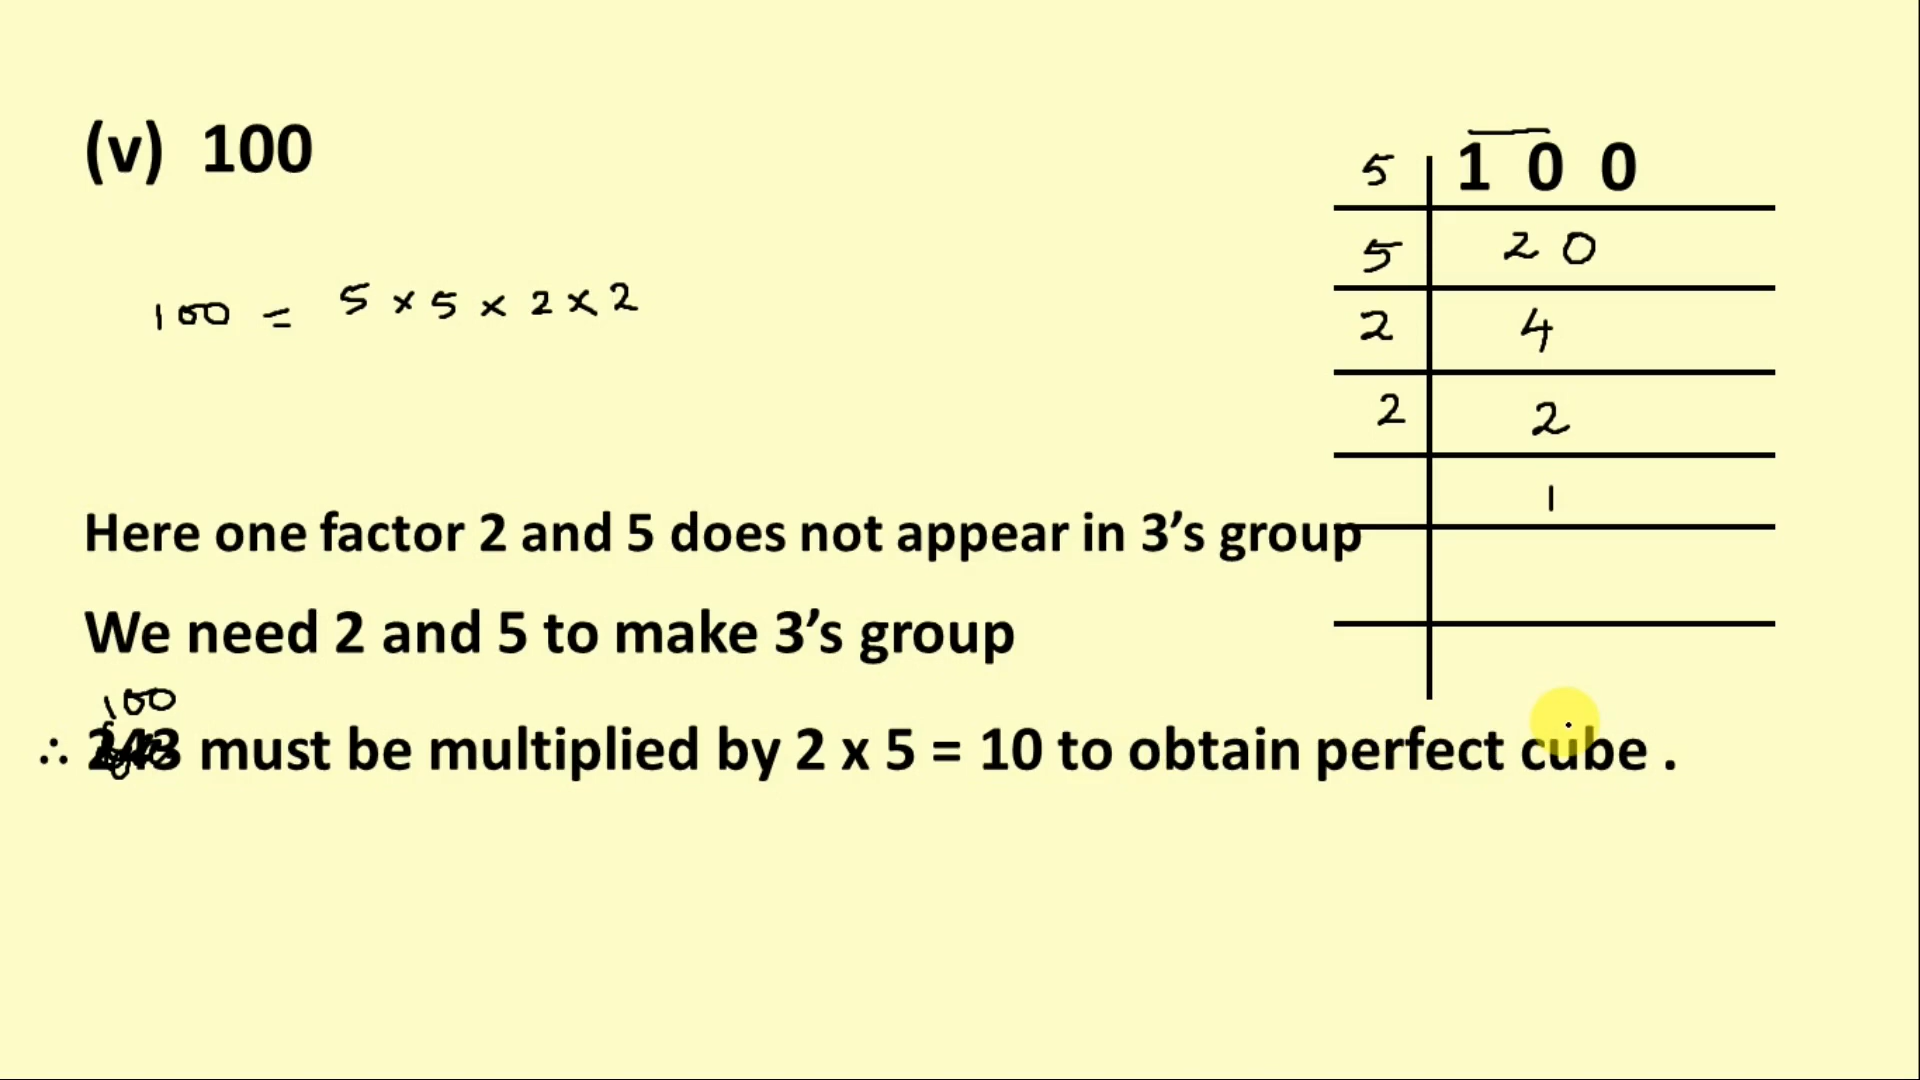 (v) 100
100 = 5 × 5 × 2 × 2
5 | 1 0 0
5 | 2 0
2 | 4
2 | 2
1
Here one factor 2 and 5 does not appear in 3’s group
We need 2 and 5 to make 3’s group
100
∴ 243 must be multiplied by 2 x 5 = 10 to obtain perfect cube .